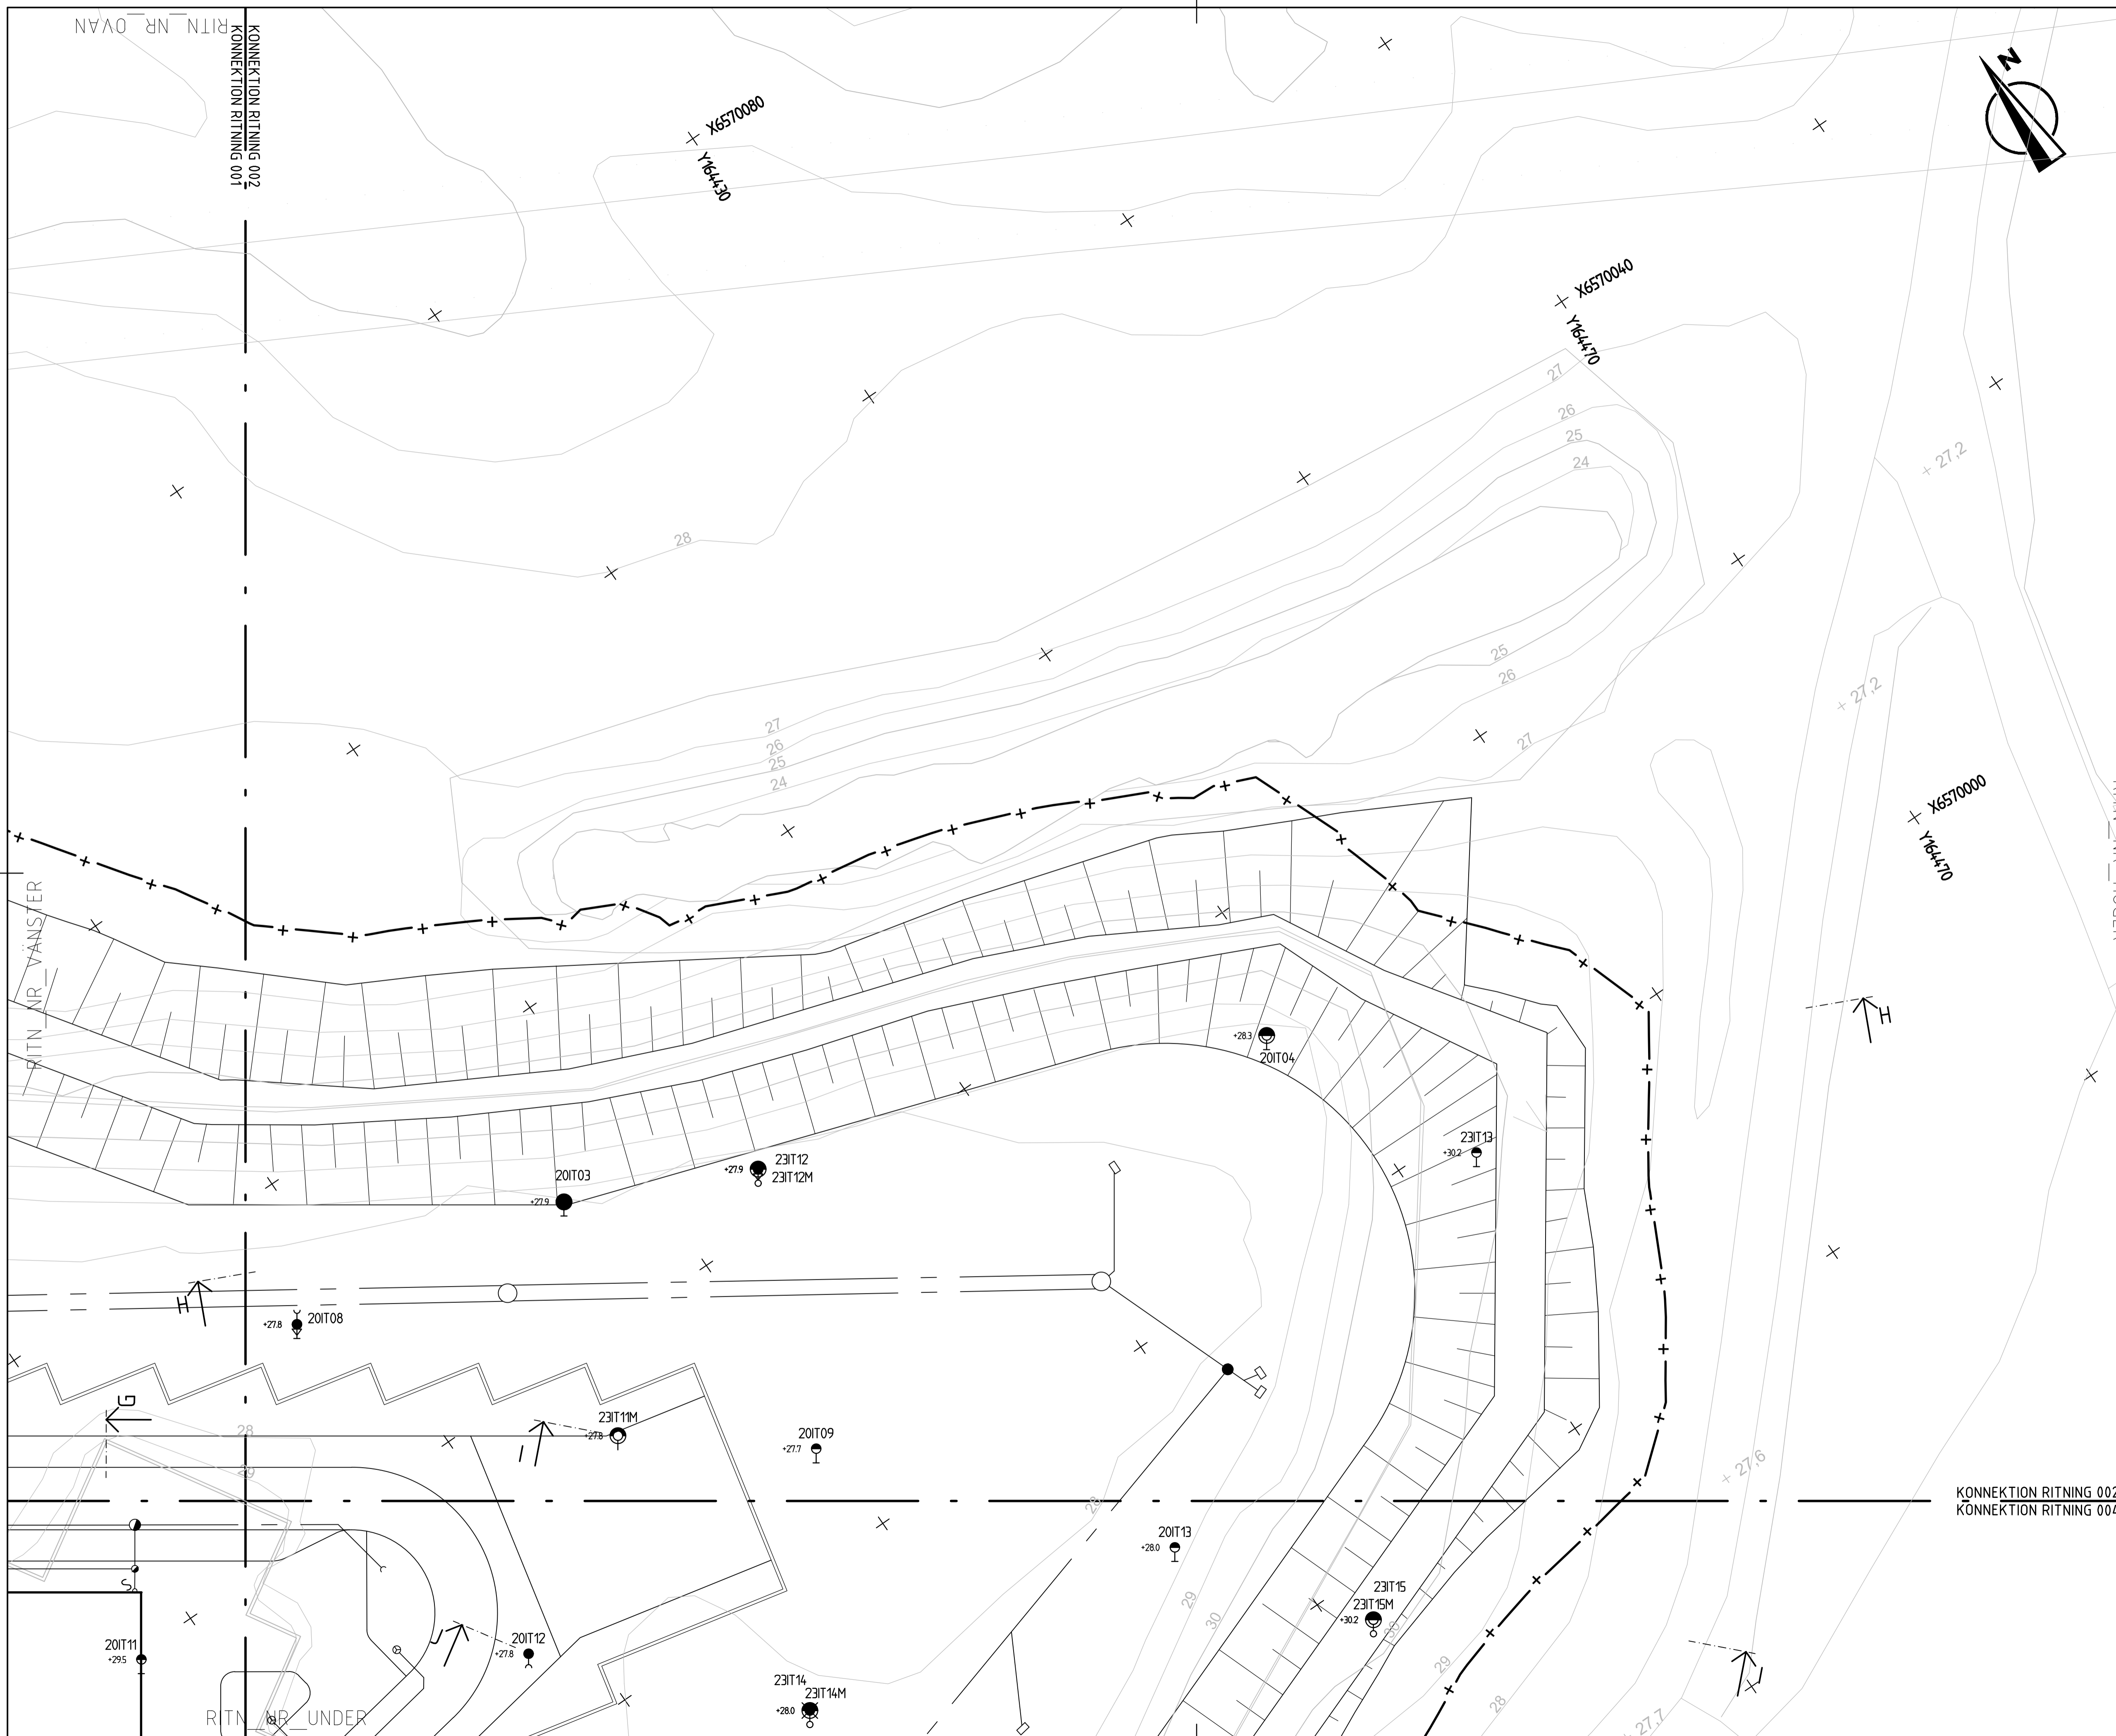 RITN_NR_OVAN
KONNEKTION RITNING 002
KONNEKTION RITNING 001
N
X6570080
Y164430
X6570040
Y164470
27
26
25
24
+ 27,2
28
25
26
27
+ 27,2
27
26
25
24
X6570000
Y164470
RITN_NR_VÄNSTER
H
+28.3
20IT04
23IT13
+30.2
23IT12
+27.9
23IT12M
20IT03
+27.9
H
20IT08
+27.8
G
28
23IT11M
+27.8
I
20IT09
+27.7
29
+ 27,6
KONNEKTION RITNING 002
KONNEKTION RITNING 004
28
20IT13
+28.0
S
29
30
23IT15
23IT15M
+30.2
30
20IT11
+29.5
J
20IT12
+27.8
29
23IT14
23IT14M
+28.0
28
RITN_NR_UNDER
+ 27,7